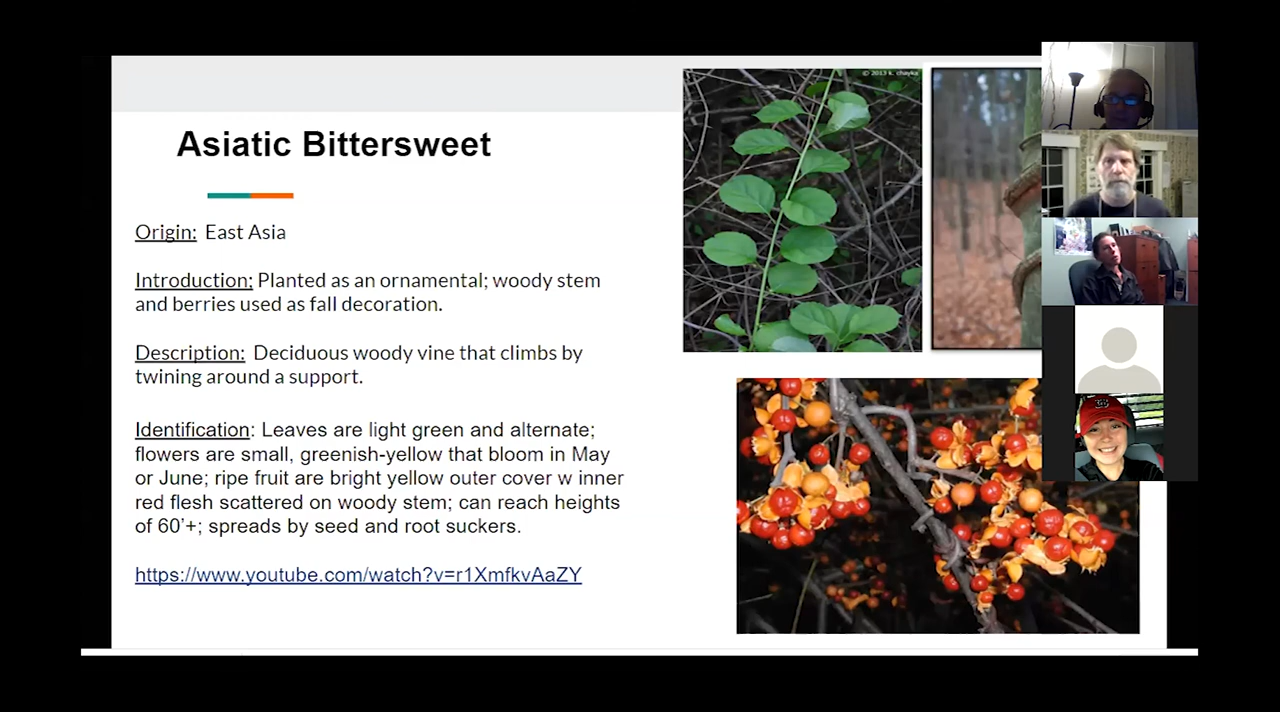 © 2013 k. chayka
Asiatic Bittersweet
Origin: East Asia
Introduction: Planted as an ornamental; woody stem
and berries used as fall decoration.
Description: Deciduous woody vine that climbs by
twining around a support.
Identification: Leaves are light green and alternate;
flowers are small, greenish-yellow that bloom in May
or June; ripe fruit are bright yellow outer cover w inner
red flesh scattered on woody stem; can reach heights
of 60'+; spreads by seed and root suckers.
https://www.youtube.com/watch?v=r1XmfkvAaZY